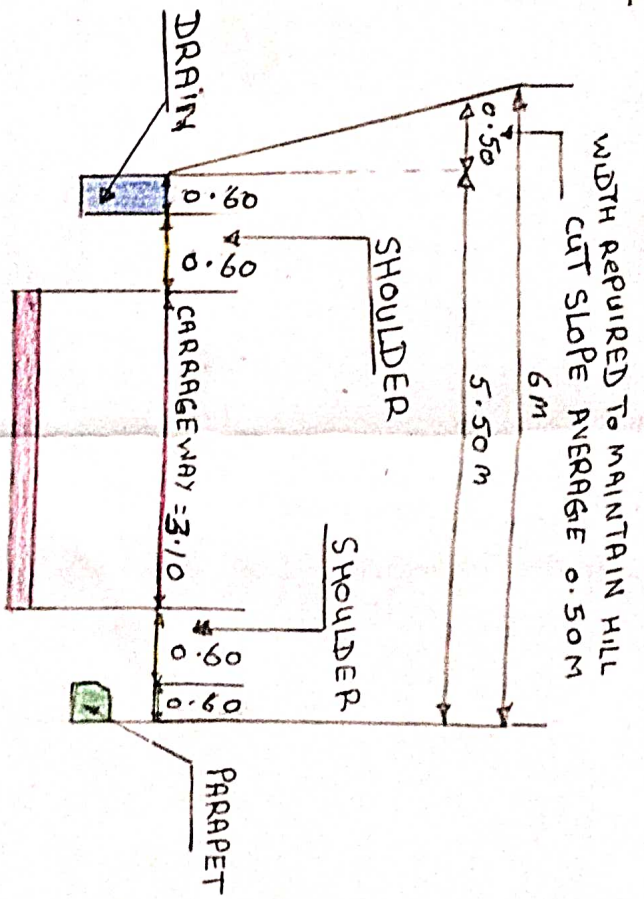 WIDTH REPUIRED TO MAINTAIN HILL
CUT SLOPE AVERAGE 0.50M
6 M
0.50
5.50 M
SHOULDER
SHOULDER
DRAIN
0.60
0.60
CARRAGEWAY =3.10
0.60
0.60
PARAPET